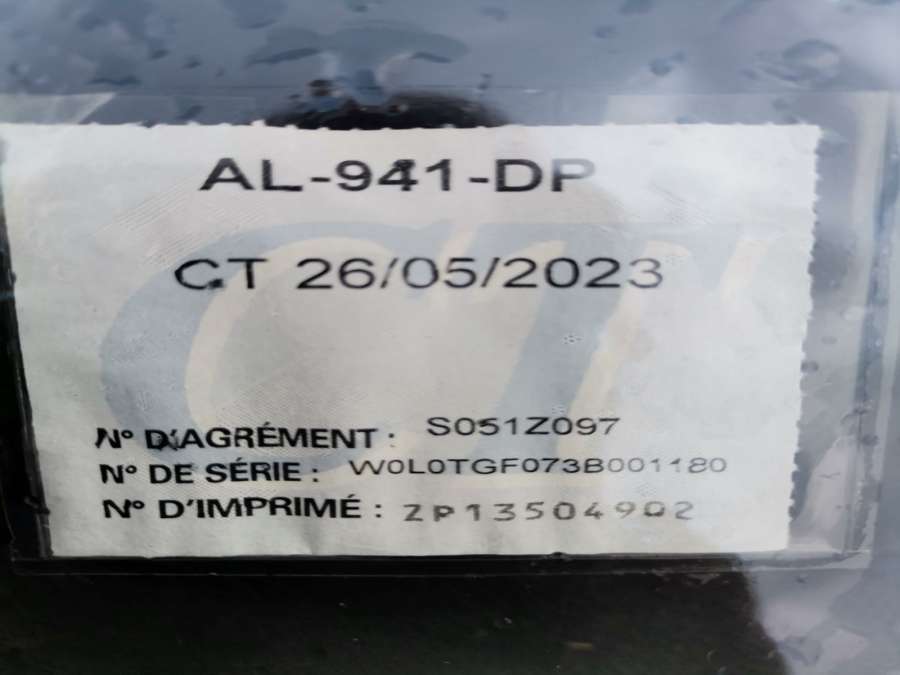 AL-941-DP
CT 26/05/2023
N° D'AGRÉMENT : S051Z097
N° DE SÉRIE : W0L0TGF073B001180
N° D'IMPRIMÉ : ZP13504902